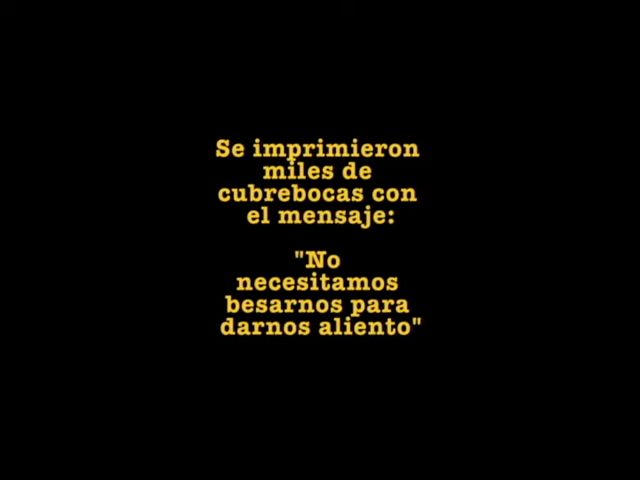 Se imprimieron
miles de
cubrebocas con
el mensaje:
"No
necesitamos
besarnos para
darnos aliento"